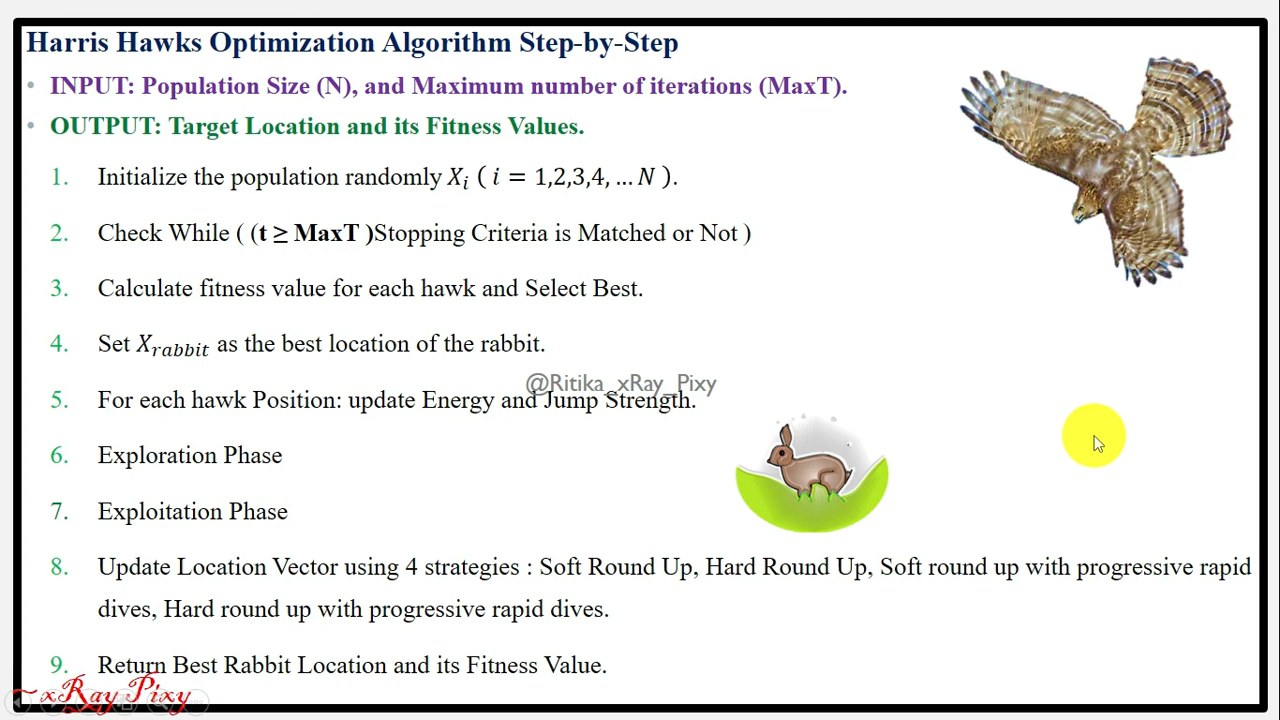 Harris Hawks Optimization Algorithm Step-by-Step
• INPUT: Population Size (N), and Maximum number of iterations (MaxT).
• OUTPUT: Target Location and its Fitness Values.
1. Initialize the population randomly Xᵢ ( i = 1,2,3,4, … N ).
2. Check While ( (t ≥ MaxT )Stopping Criteria is Matched or Not )
3. Calculate fitness value for each hawk and Select Best.
4. Set X_rabbit as the best location of the rabbit.
@Ritika_xRay_Pixy
5. For each hawk Position: update Energy and Jump Strength.
6. Exploration Phase
7. Exploitation Phase
8. Update Location Vector using 4 strategies : Soft Round Up, Hard Round Up, Soft round up with progressive rapid
dives, Hard round up with progressive rapid dives.
9. Return Best Rabbit Location and its Fitness Value.
~xRay Pixy